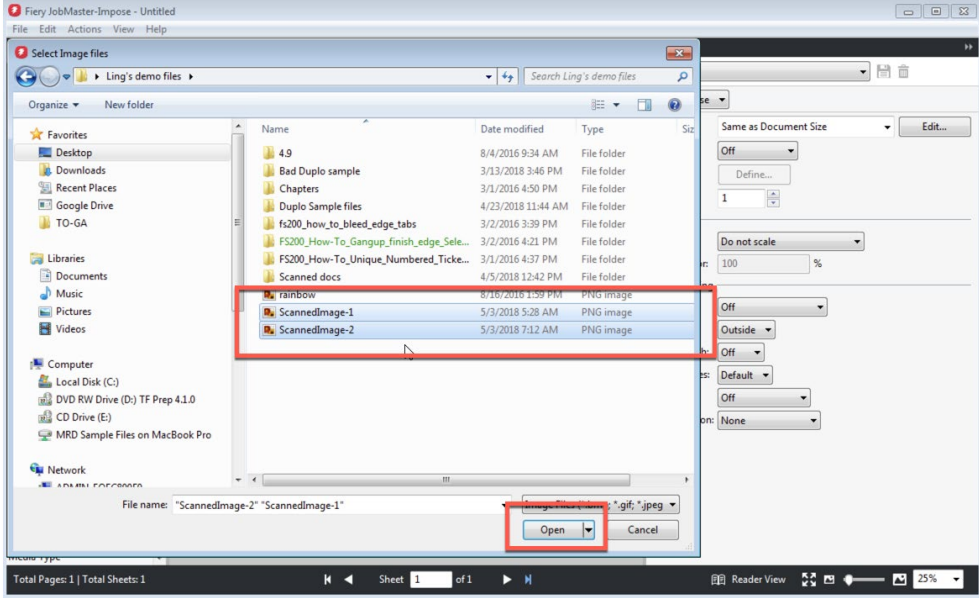 Fiery JobMaster-Impose - Untitled
File Edit Actions View Help
Select Image files
Ling's demo files
Search Ling's demo files
Organize New folder
Favorites
Desktop
Downloads
Recent Places
Google Drive
TO-GA
Libraries
Documents
Music
Pictures
Videos
Computer
Local Disk (C:)
DVD RW Drive (D:) TF Prep 4.1.0
CD Drive (E:)
MRD Sample Files on MacBook Pro
Network
Name Date modified Type Siz
4.9 8/4/2016 9:34 AM File folder
Bad Duplo sample 3/13/2018 3:46 PM File folder
Chapters 3/1/2016 4:50 PM File folder
Duplo Sample files 4/23/2018 11:44 AM File folder
fs200_how_to_bleed_edge_tabs 3/2/2016 3:39 PM File folder
FS200_How-To_Gangup_finish_edge_Sele... 3/2/2016 4:21 PM File folder
FS200_How-To_Unique_Numbered_Ticke... 3/1/2016 4:37 PM File folder
Scanned docs 4/5/2018 12:42 PM File folder
rainbow 8/16/2016 1:59 PM PNG image
ScannedImage-1 5/3/2018 5:28 AM PNG image
ScannedImage-2 5/3/2018 7:12 AM PNG image
File name: "ScannedImage-2" "ScannedImage-1"
*.gif; *.jpeg
Open Cancel
Same as Document Size Edit...
Off
Define...
1
Do not scale
100 %
Off
Outside
Off
Default
Off
None
Media Type
Total Pages: 1 | Total Sheets: 1
Sheet 1 of 1
Reader View 25%